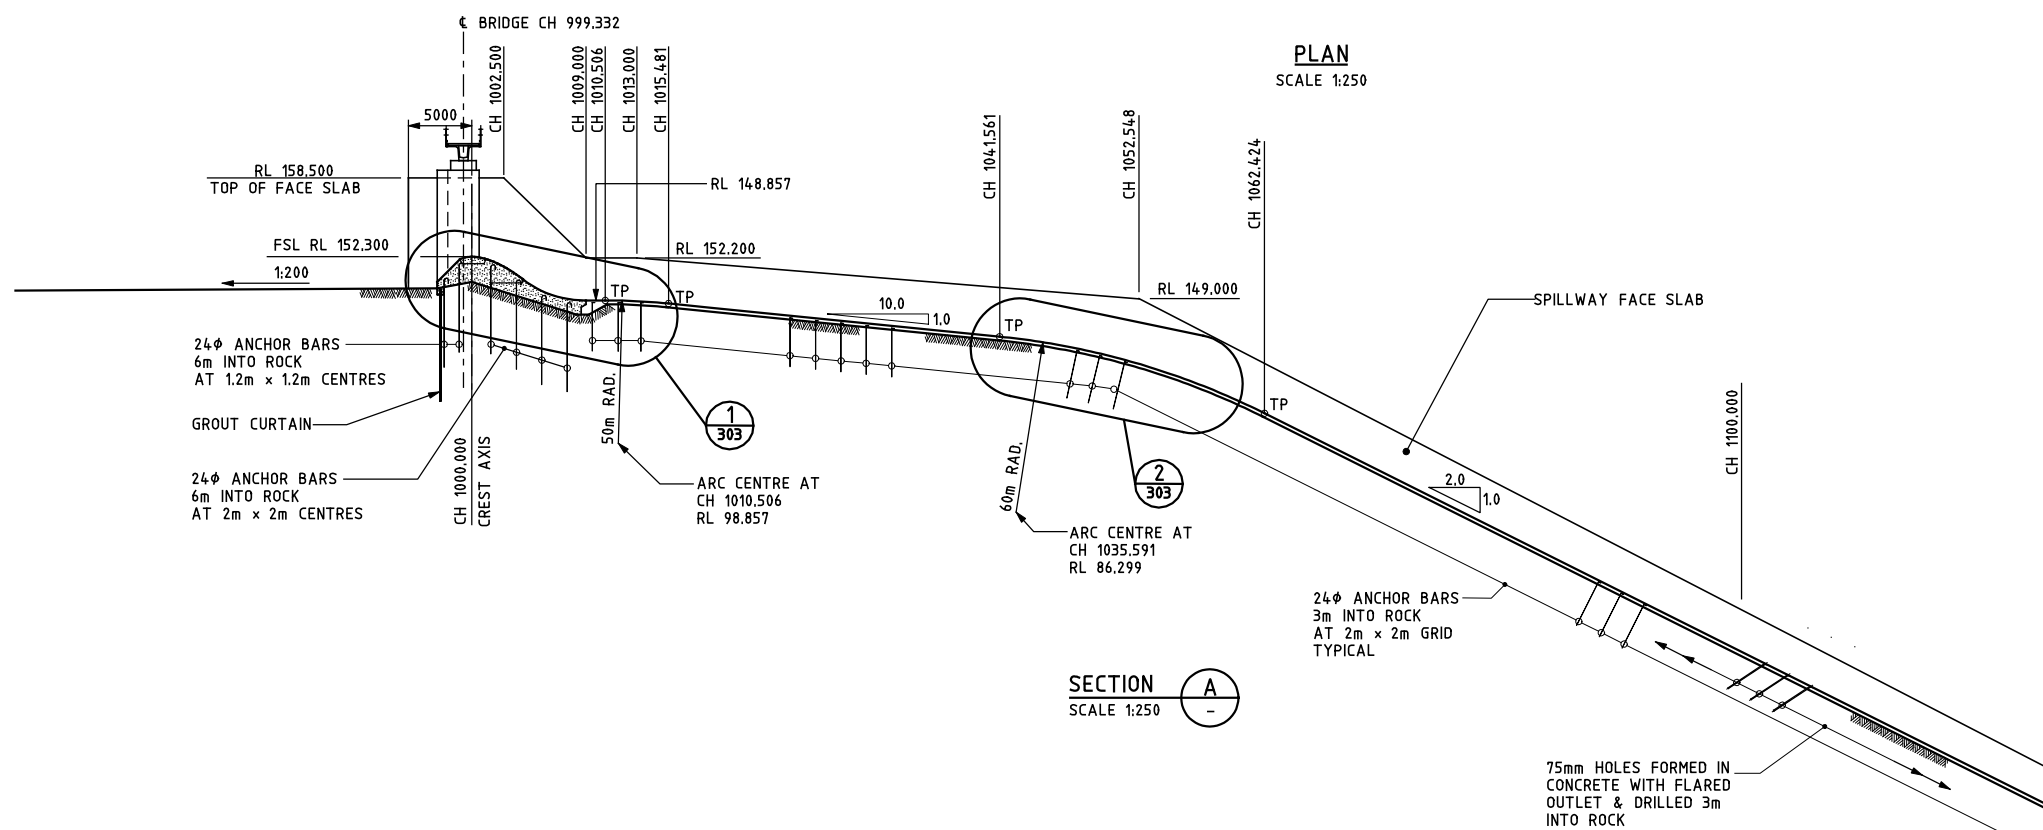 ℄ BRIDGE CH 999.332
CH 1002.500
CH 1009.000
CH 1010.506
CH 1013.000
CH 1015.481
CH 1041.561
CH 1052.548
CH 1062.424
CH 1100.000
PLAN
SCALE 1:250
5000
RL 158.500
TOP OF FACE SLAB
RL 148.857
FSL RL 152.300
RL 152.200
1:200
TP
TP
10.0
1.0
RL 149.000
TP
SPILLWAY FACE SLAB
24φ ANCHOR BARS
6m INTO ROCK
AT 1.2m × 1.2m CENTRES
GROUT CURTAIN
24φ ANCHOR BARS
6m INTO ROCK
AT 2m × 2m CENTRES
CH 1000.000
CREST AXIS
50m RAD.
1
303
ARC CENTRE AT
CH 1010.506
RL 98.857
TP
60m RAD.
2
303
ARC CENTRE AT
CH 1035.591
RL 86.299
2.0
1.0
24φ ANCHOR BARS
3m INTO ROCK
AT 2m × 2m GRID
TYPICAL
SECTION A
SCALE 1:250 –
75mm HOLES FORMED IN
CONCRETE WITH FLARED
OUTLET & DRILLED 3m
INTO ROCK